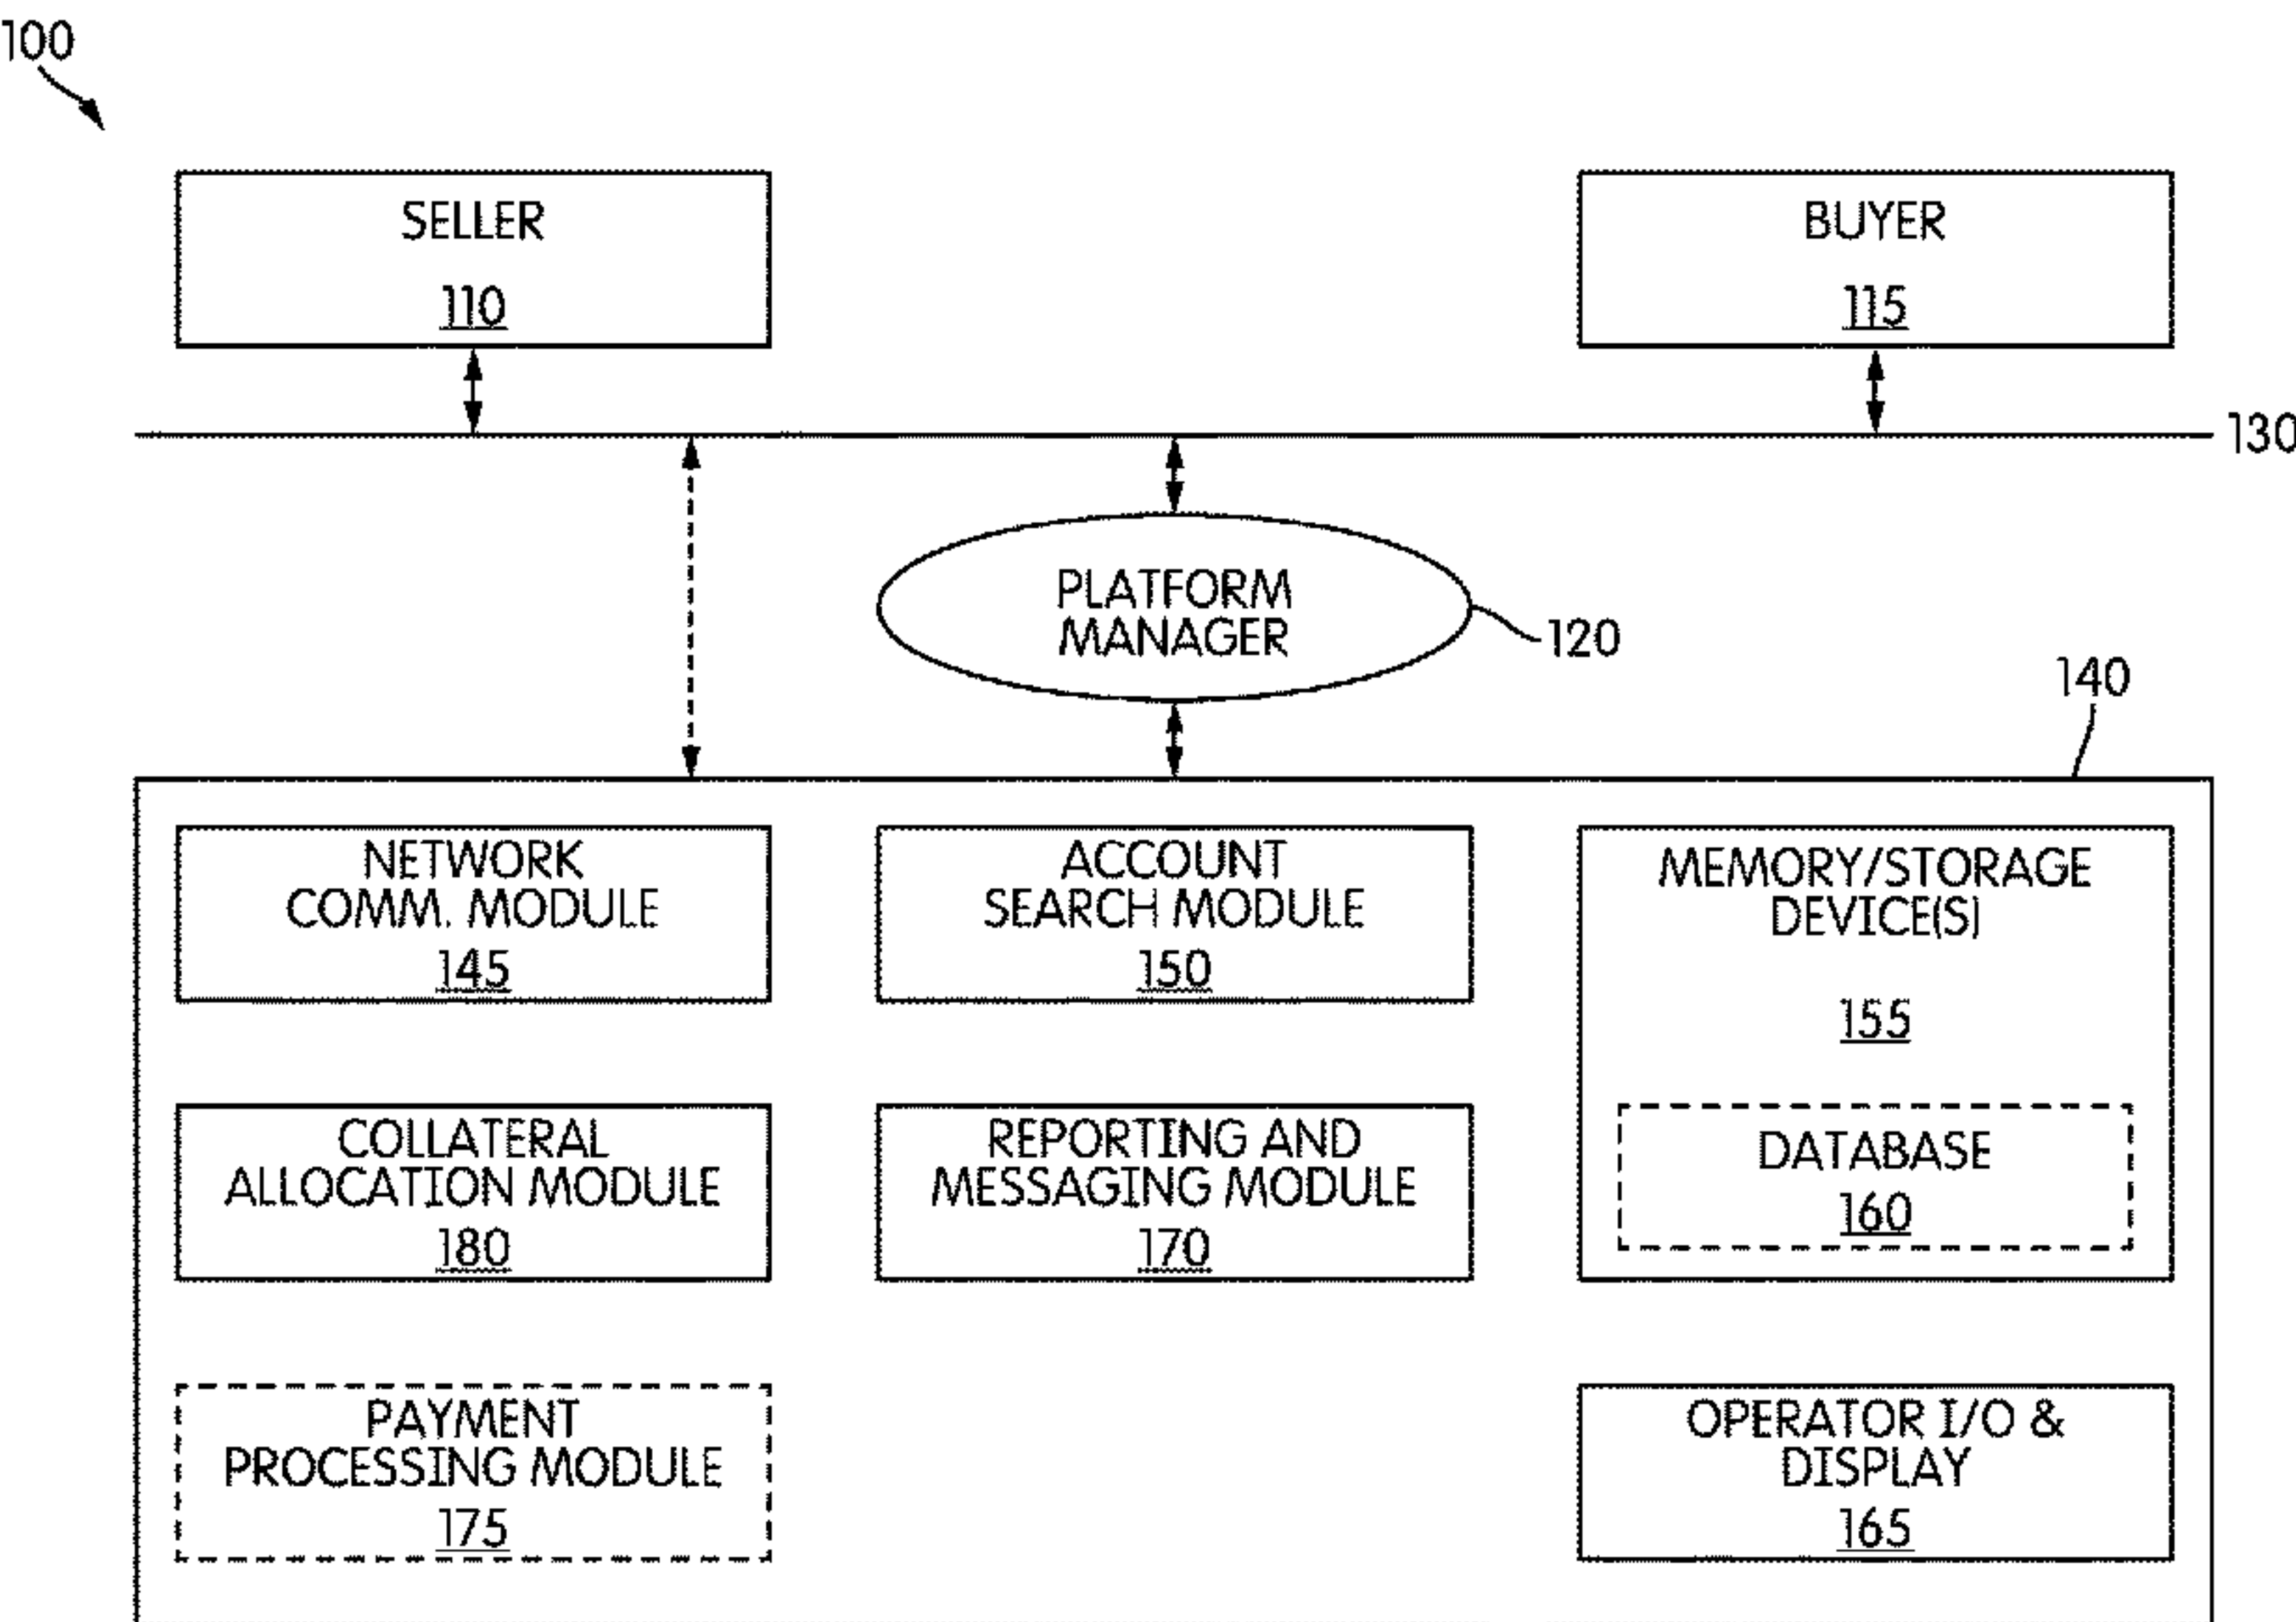 100
SELLER
110
BUYER
115
130
PLATFORM
MANAGER
120
140
NETWORK
COMM. MODULE
145
ACCOUNT
SEARCH MODULE
150
MEMORY/STORAGE
DEVICE(S)
155
COLLATERAL
ALLOCATION MODULE
180
REPORTING AND
MESSAGING MODULE
170
DATABASE
160
PAYMENT
PROCESSING MODULE
175
OPERATOR I/O &
DISPLAY
165